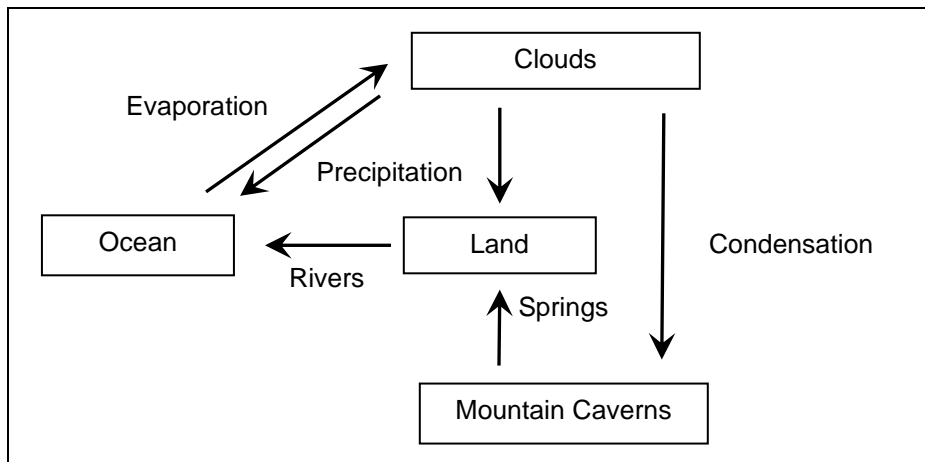 Clouds
Evaporation
Precipitation
Ocean
Land
Condensation
Rivers
Springs
Mountain Caverns